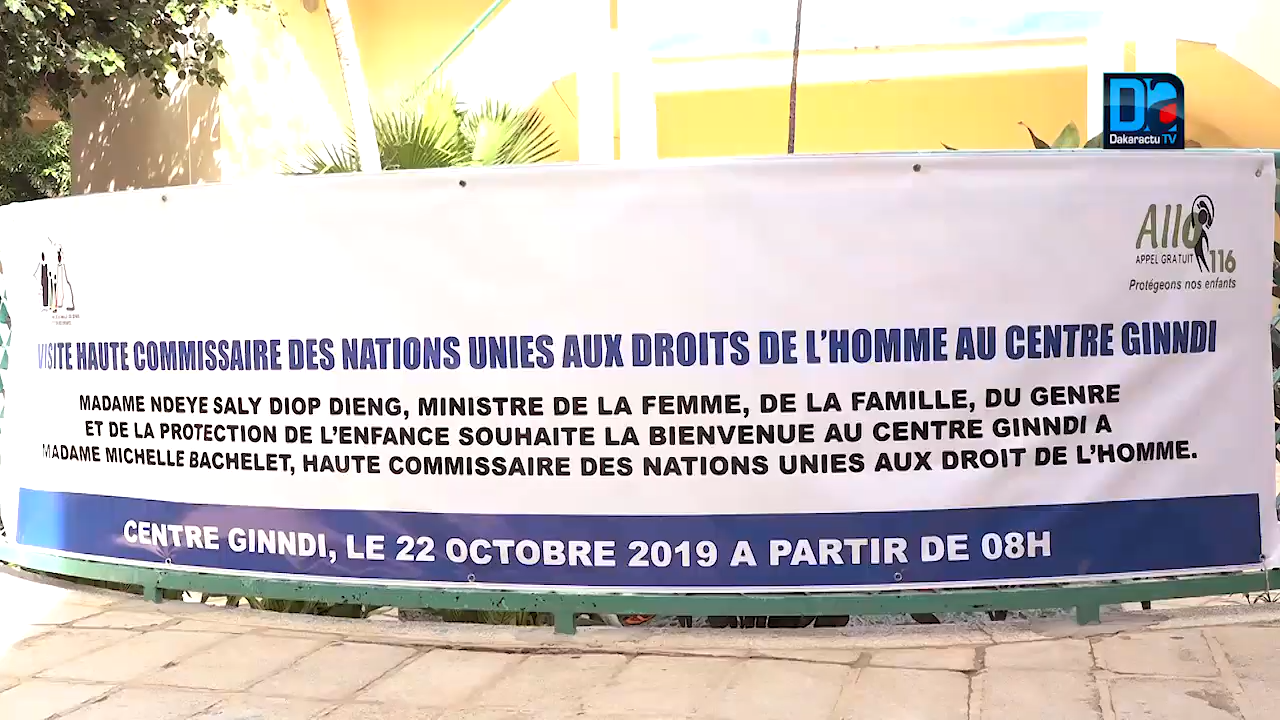 Dakaractu TV
Allo
APPEL GRATUIT 116
Protégeons nos enfants
VISITE HAUTE COMMISSAIRE DES NATIONS UNIES AUX DROITS DE L'HOMME AU CENTRE GINNDI
MADAME NDEYE SALY DIOP DIENG, MINISTRE DE LA FEMME, DE LA FAMILLE, DU GENRE
ET DE LA PROTECTION DE L'ENFANCE SOUHAITE LA BIENVENUE AU CENTRE GINNDI A
MADAME MICHELLE BACHELET, HAUTE COMMISSAIRE DES NATIONS UNIES AUX DROIT DE L'HOMME.
CENTRE GINNDI, LE 22 OCTOBRE 2019 A PARTIR DE 08H